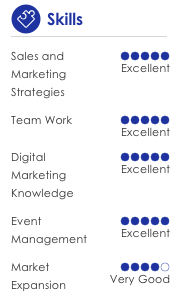 Skills
Sales and
Excellent
Marketing
Strategies
Team Work
Excellent
Digital
Excellent
Marketing
Knowledge
Event
Excellent
Management
Market
Very Good
Expansion